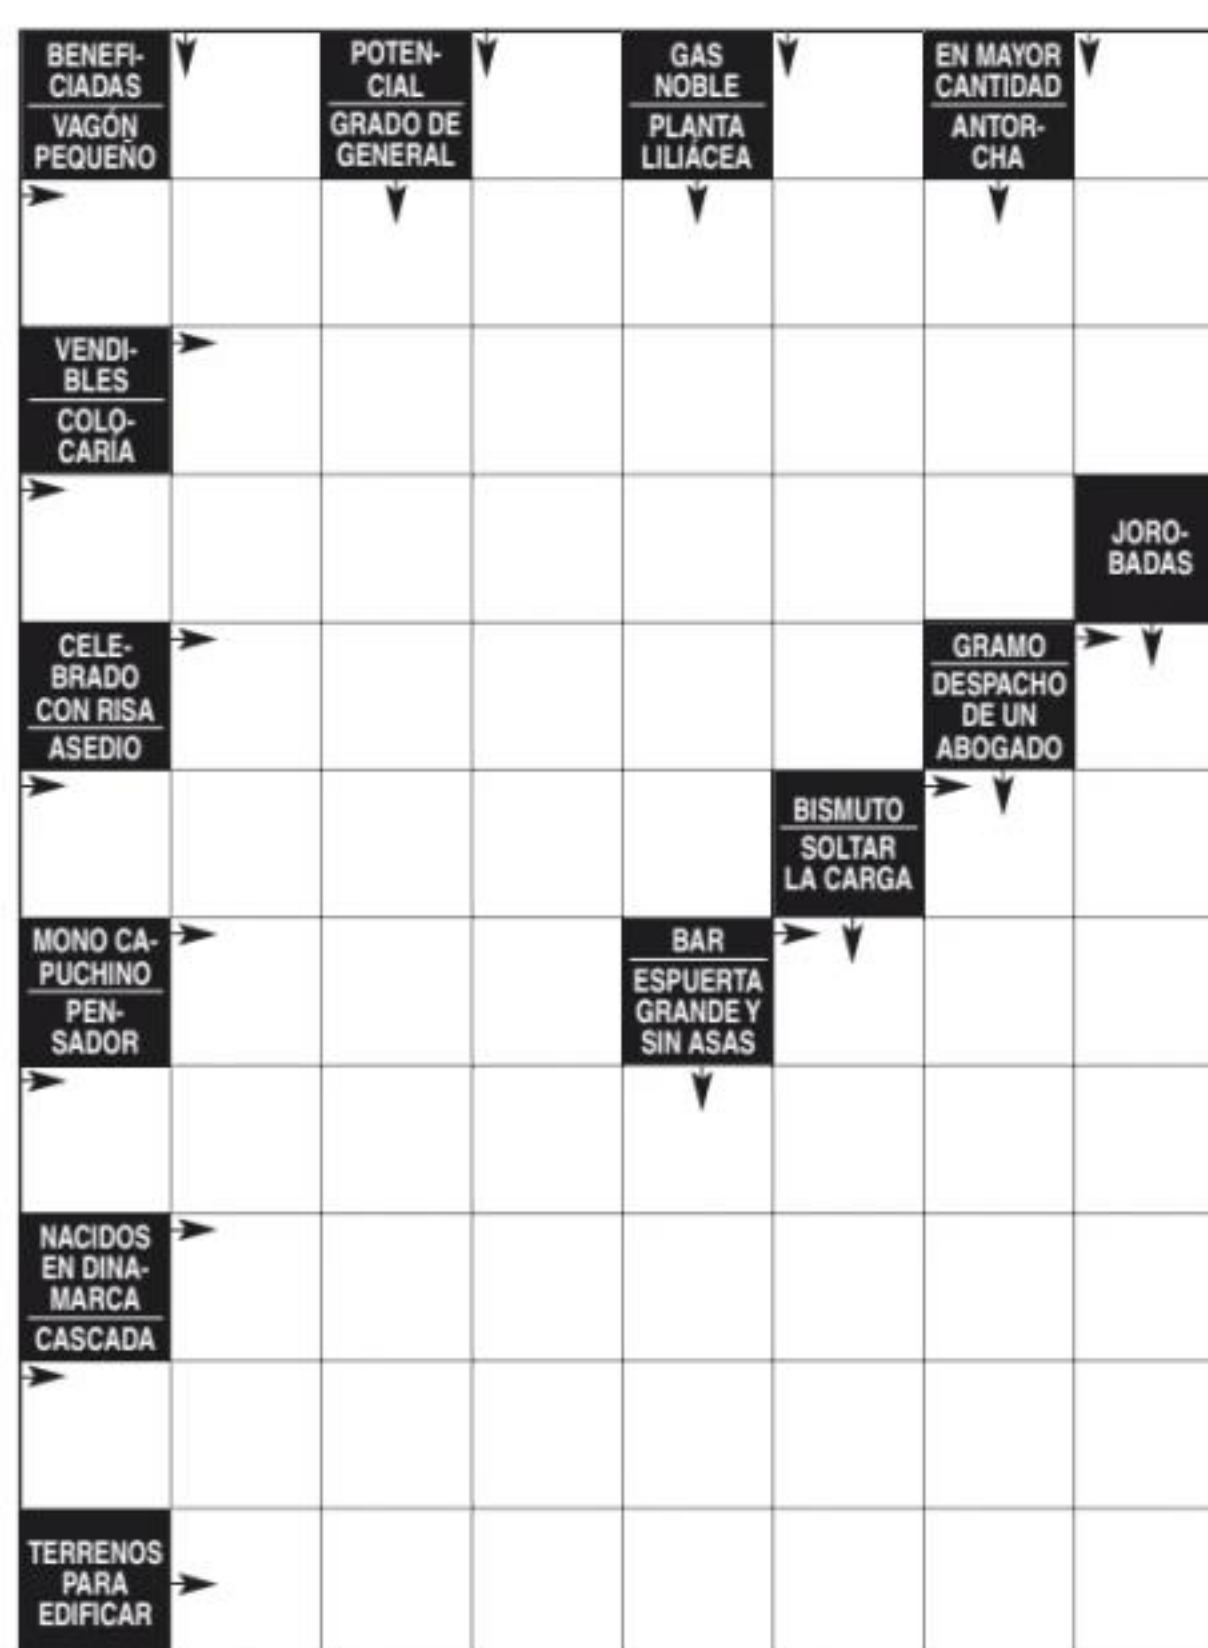 BENEFI-
CIADAS
VAGÓN
PEQUEÑO
POTEN-
CIAL
GRADO DE
GENERAL
GAS
NOBLE
PLANTA
LILIÁCEA
EN MAYOR
CANTIDAD
ANTOR-
CHA
VENDI-
BLES
COLO-
CARÍA
JORO-
BADAS
CELE-
BRADO
CON RISA
ASEDIO
GRAMO
DESPACHO
DE UN
ABOGADO
BISMUTO
SOLTAR
LA CARGA
MONO CA-
PUCHINO
PEN-
SADOR
BAR
ESPUERTA
GRANDE Y
SIN ASAS
NACIDOS
EN DINA-
MARCA
CASCADA
TERRENOS
PARA
EDIFICAR